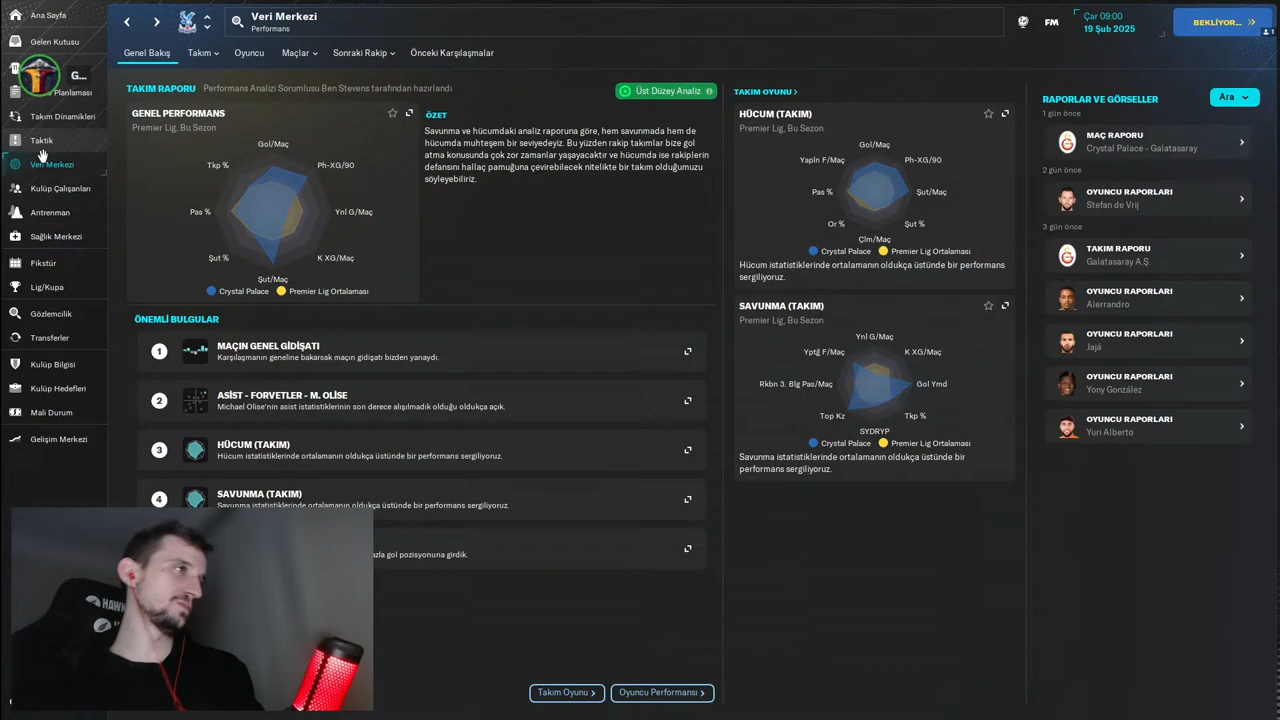 Ana Sayfa
Gelen Kutusu
G...
Planlaması
Takım Dinamikleri
Taktik
Veri Merkezi
Kulüp Çalışanları
Antrenman
Sağlık Merkezi
Fikstür
Lig/Kupa
Gözlemcilik
Transferler
Kulüp Bilgisi
Kulüp Hedefleri
Mali Durum
Gelişim Merkezi
Veri Merkezi
Performans
FM
Çar 09:00
19 Şub 2025
BEKLİYOR...
1
Genel Bakış
Takım
Oyuncu
Maçlar
Sonraki Rakip
Önceki Karşılaşmalar
TAKIM RAPORU
Performans Analizi Sorumlusu Ben Stevens tarafından hazırlandı
Üst Düzey Analiz
GENEL PERFORMANS
Premier Lig, Bu Sezon
Gol/Maç
Tkp %
Ph-XG/90
Pas %
Ynl G/Maç
Şut %
K XG/Maç
Şut/Maç
Crystal Palace
Premier Lig Ortalaması
ÖZET
Savunma ve hücumdaki analiz raporuna göre, hem savunmada hem de
hücumda muhteşem bir seviyedeyiz. Bu yüzden rakip takımlar bize gol
atma konusunda çok zor zamanlar yaşayacaktır ve hücumda ise rakiplerin
defansını hallaç pamuğuna çevirebilecek nitelikte bir takım olduğumuzu
söyleyebiliriz.
ÖNEMLİ BULGULAR
1
MAÇIN GENEL GİDİŞATI
Karşılaşmanın geneline bakarsak maçın gidişatı bizden yanaydı.
2
ASİST - FORVETLER - M. OLISE
Michael Olise'nin asist istatistiklerinin son derece alışılmadık olduğu oldukça açık.
3
HÜCUM (TAKIM)
Hücum istatistiklerinde ortalamanın oldukça üstünde bir performans sergiliyoruz.
4
SAVUNMA (TAKIM)
Savunma istatistiklerinde ortalamanın oldukça üstünde bir performans sergiliyoruz.
azla gol pozisyonuna girdik.
Takım Oyunu
Oyuncu Performansı
TAKIM OYUNU
HÜCUM (TAKIM)
Premier Lig, Bu Sezon
Gol/Maç
Yapln F/Maç
Ph-XG/90
Pas %
Şut/Maç
Or %
Şut %
Çlm/Maç
Crystal Palace
Premier Lig Ortalaması
Hücum istatistiklerinde ortalamanın oldukça üstünde bir performans
sergiliyoruz.
SAVUNMA (TAKIM)
Premier Lig, Bu Sezon
Ynl G/Maç
Yptğ F/Maç
K XG/Maç
Rkbn 3. Blg Pas/Maç
Gol Ymd
Top Kz
Tkp %
SYDRYP
Crystal Palace
Premier Lig Ortalaması
Savunma istatistiklerinde ortalamanın oldukça üstünde bir
performans sergiliyoruz.
RAPORLAR VE GÖRSELLER
Ara
1 gün önce
MAÇ RAPORU
Crystal Palace - Galatasaray
2 gün önce
OYUNCU RAPORLARI
Stefan de Vrij
3 gün önce
TAKIM RAPORU
Galatasaray A.Ş.
OYUNCU RAPORLARI
Alerrandro
OYUNCU RAPORLARI
Jajá
OYUNCU RAPORLARI
Yony González
OYUNCU RAPORLARI
Yuri Alberto
HAWK